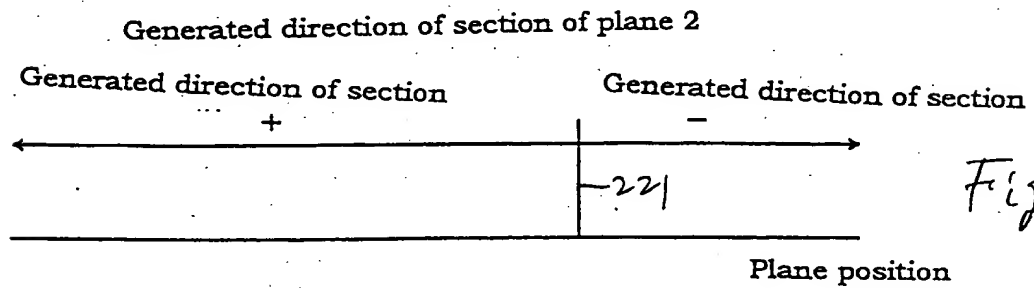 Generated direction of section of plane 2
Generated direction of section
Generated direction of section
+
−
221
Plane position